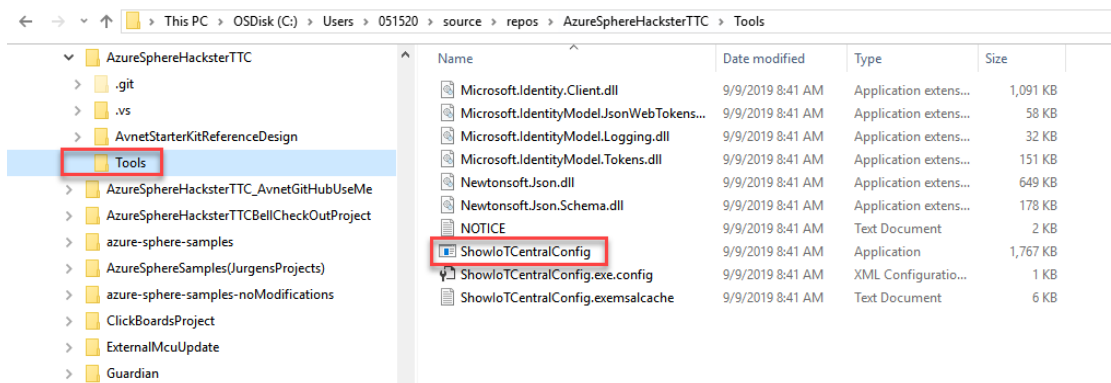 This PC > OSDisk (C:) > Users > 051520 > source > repos > AzureSphereHacksterTTC > Tools
AzureSphereHacksterTTC
.git
.vs
AvnetStarterKitReferenceDesign
Tools
AzureSphereHacksterTTC_AvnetGitHubUseMe
AzureSphereHacksterTTCBellCheckOutProject
azure-sphere-samples
AzureSphereSamples(JurgensProjects)
azure-sphere-samples-noModifications
ClickBoardsProject
ExternalMcuUpdate
Guardian
Name Date modified Type Size
Microsoft.Identity.Client.dll 9/9/2019 8:41 AM Application extens... 1,091 KB
Microsoft.IdentityModel.JsonWebTokens... 9/9/2019 8:41 AM Application extens... 58 KB
Microsoft.IdentityModel.Logging.dll 9/9/2019 8:41 AM Application extens... 32 KB
Microsoft.IdentityModel.Tokens.dll 9/9/2019 8:41 AM Application extens... 151 KB
Newtonsoft.Json.dll 9/9/2019 8:41 AM Application extens... 649 KB
Newtonsoft.Json.Schema.dll 9/9/2019 8:41 AM Application extens... 178 KB
NOTICE 9/9/2019 8:41 AM Text Document 2 KB
ShowIoTCentralConfig 9/9/2019 8:41 AM Application 1,767 KB
ShowIoTCentralConfig.exe.config 9/9/2019 8:41 AM XML Configuratio... 1 KB
ShowIoTCentralConfig.exemsalcache 9/9/2019 8:41 AM Text Document 6 KB